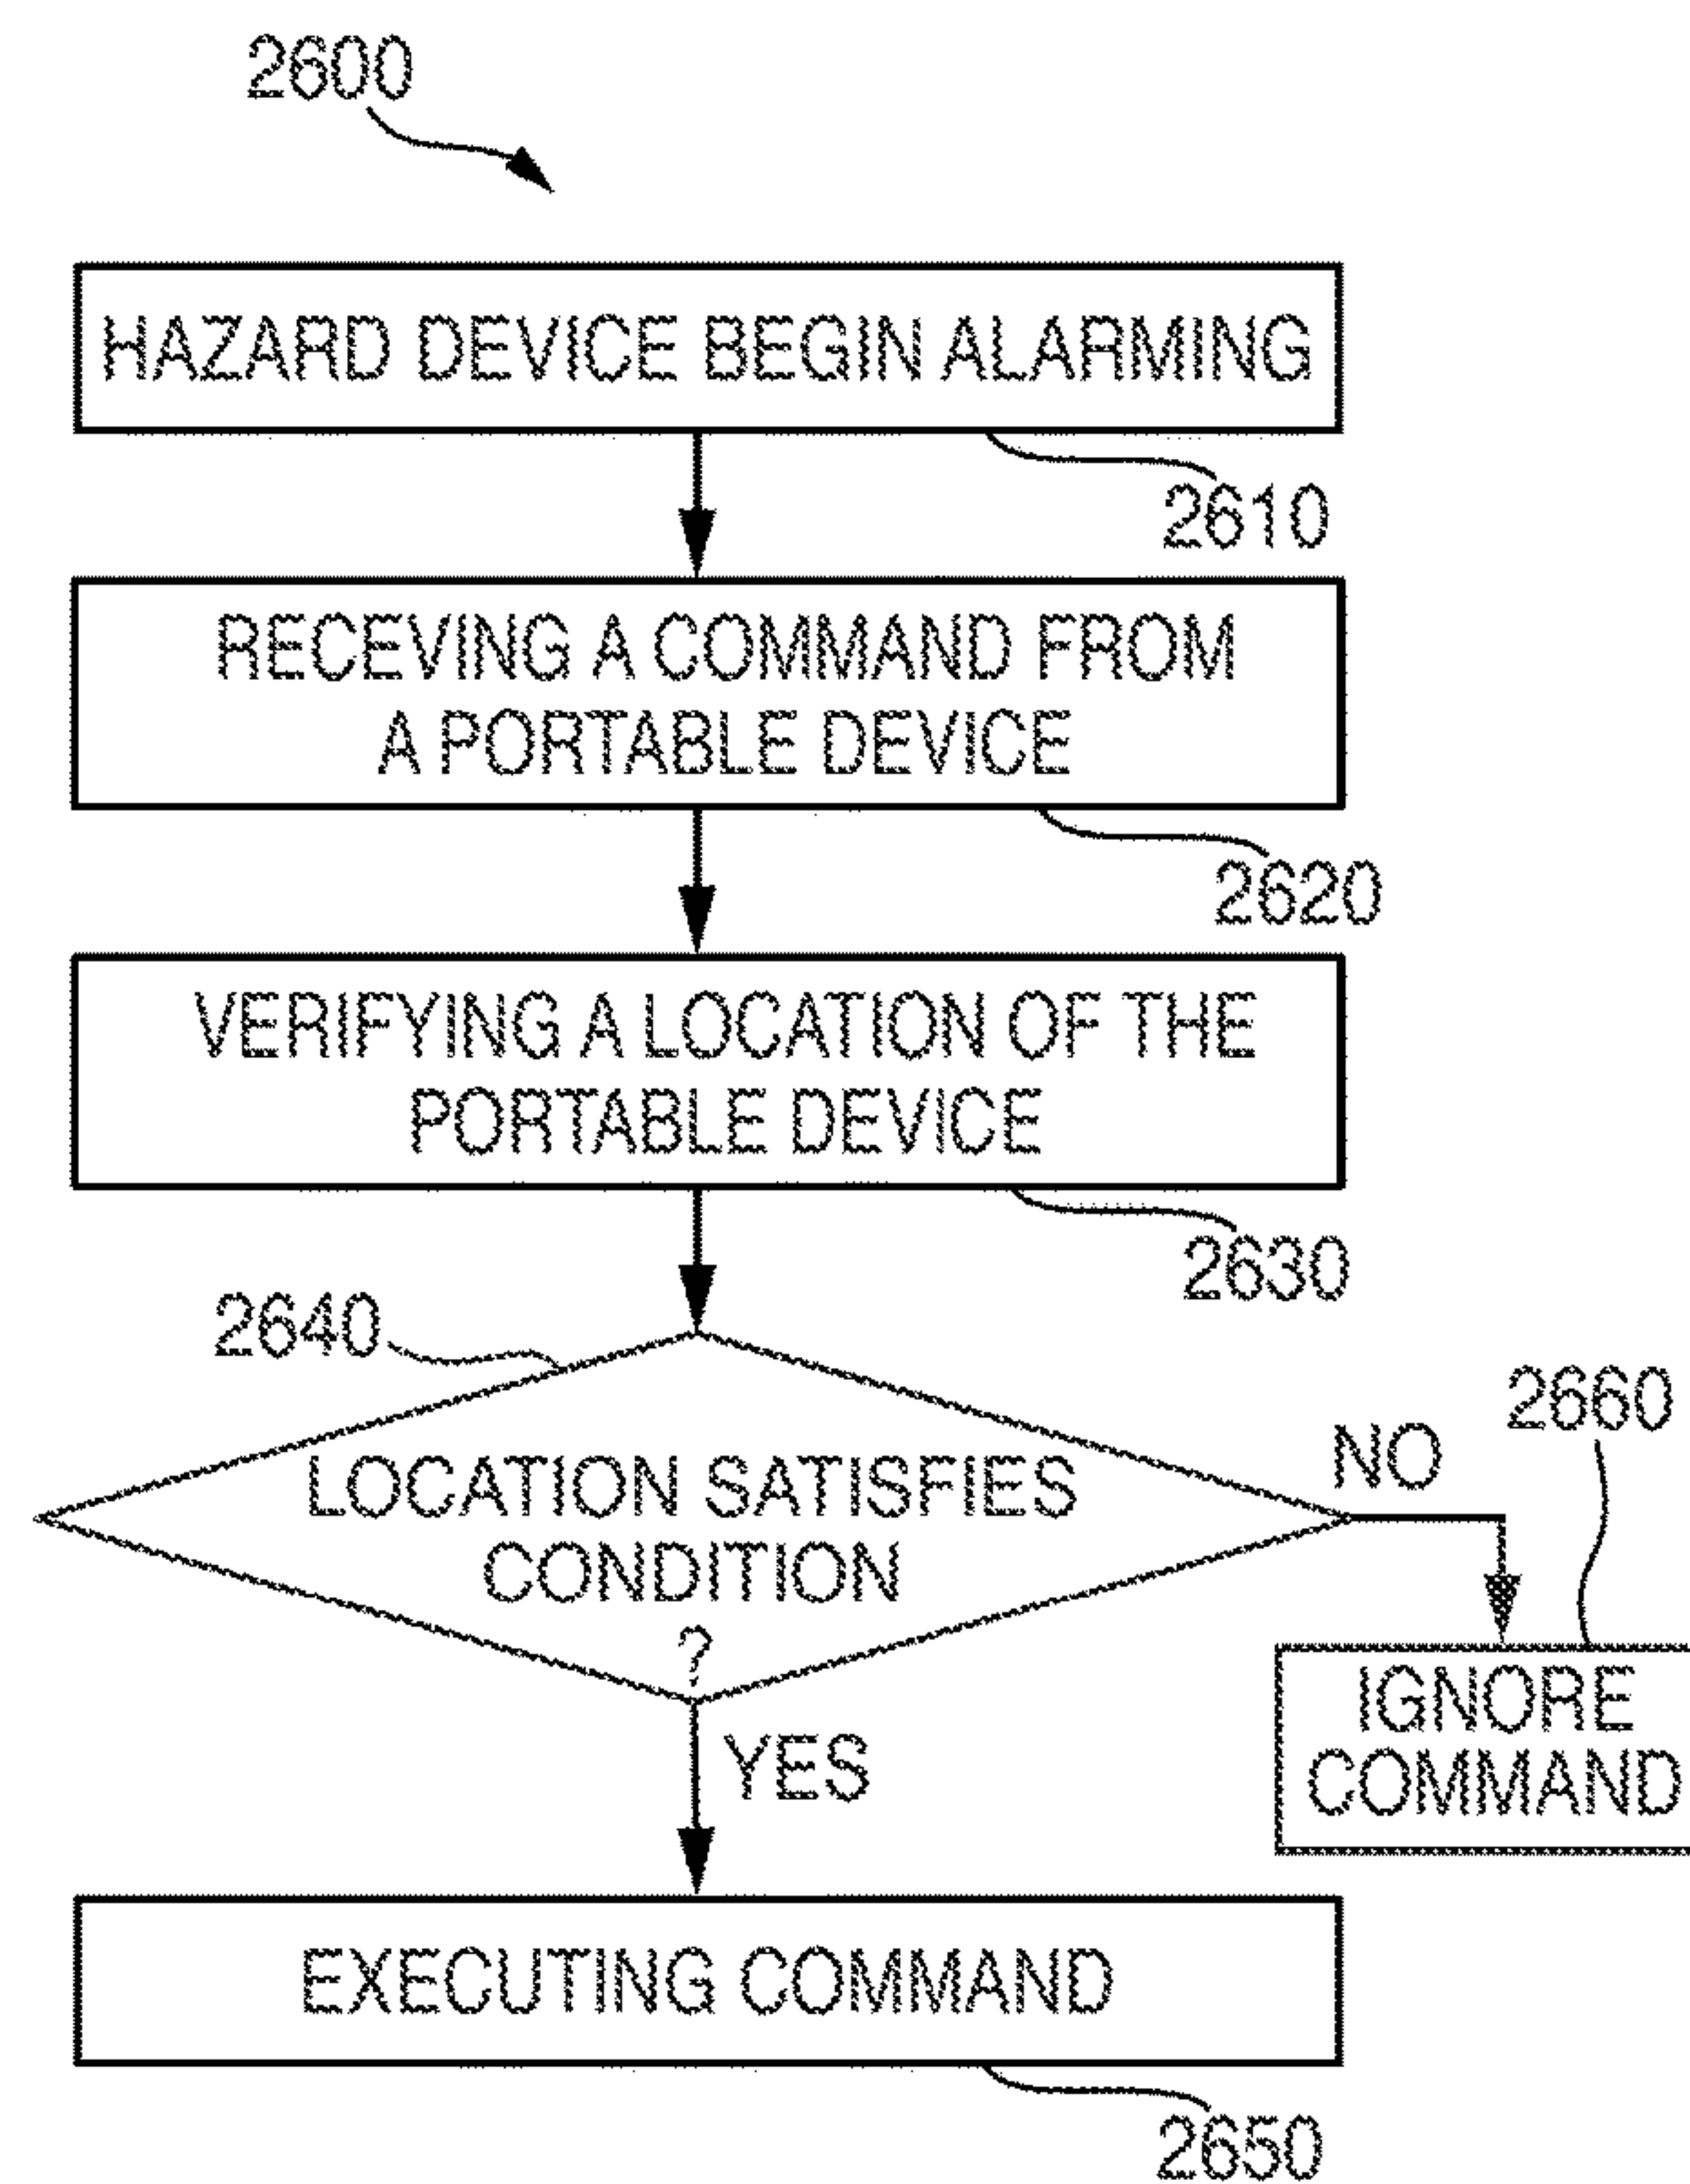 2600
HAZARD DEVICE BEGIN ALARMING
2610
RECEVING A COMMAND FROM
A PORTABLE DEVICE
2620
VERIFYING A LOCATION OF THE
PORTABLE DEVICE
2630
2640
LOCATION SATISFIES
CONDITION
?
NO
2660
IGNORE
COMMAND
YES
EXECUTING COMMAND
2650